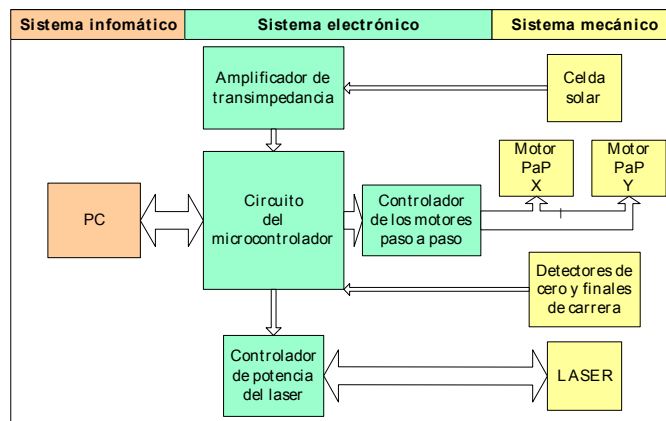 Sistema infomático
Sistema electrónico
Sistema mecánico
Amplificador de
transimpedancia
Celda
solar
Motor
PaP
X
Motor
PaP
Y
PC
Circuito
del
microcontrolador
Controlador
de los motores
paso a paso
Detectores de
cero y finales
de carrera
Controlador
de potencia
del laser
LASER